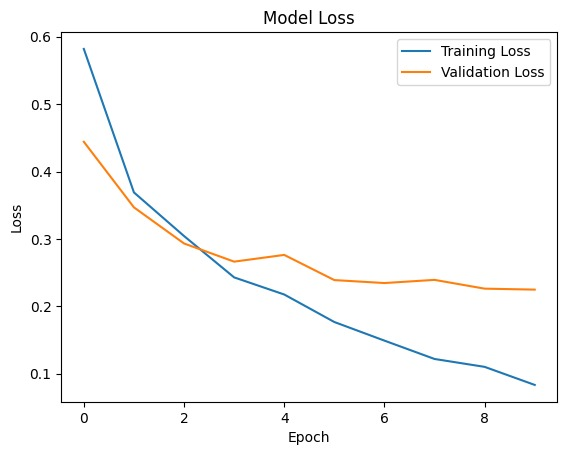 Model Loss
0.6
0.5
0.4
0.3
0.2
0.1
Loss
Training Loss
Validation Loss
0 2 4 6 8
Epoch